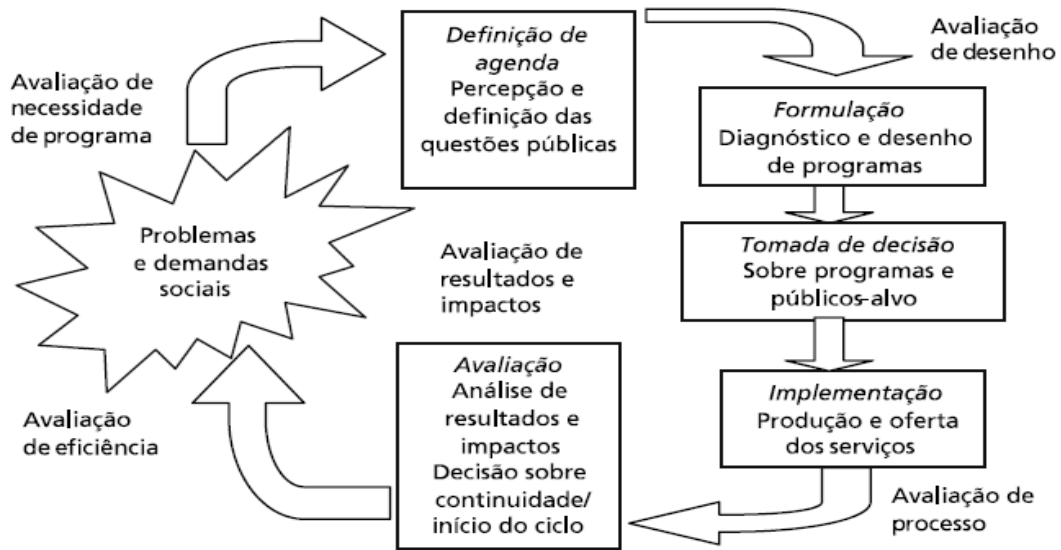 Definição de
agenda
Percepção e
definição das
questões públicas
Avaliação
de desenho
Avaliação de
necessidade
de programa
Formulação
Diagnóstico e desenho
de programas
Problemas
e demandas
sociais
Avaliação de
resultados e
impactos
Tomada de decisão
Sobre programas e
públicos-alvo
Avaliação
Análise de
resultados e
impactos
Decisão sobre
continuidade/
início do ciclo
Implementação
Produção e oferta
dos serviços
Avaliação
de eficiência
Avaliação de
processo